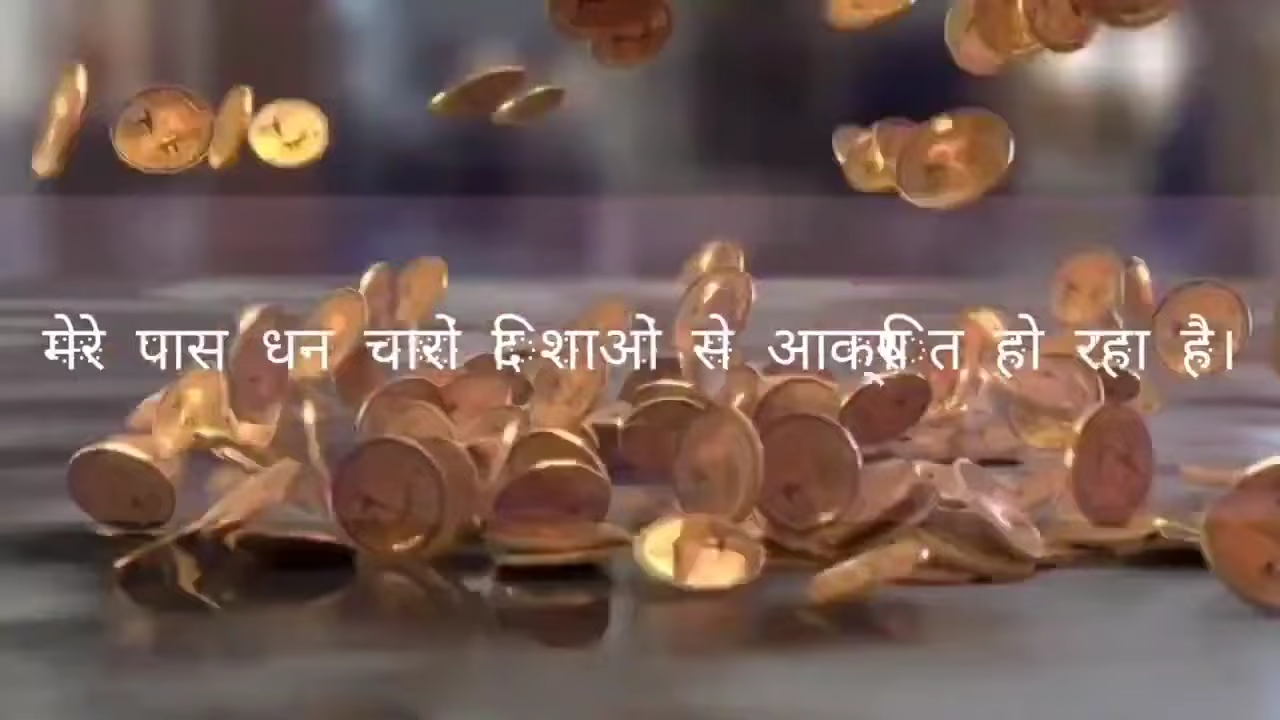 मेरे पास धन चारों दिशाओं से आकर्षित हो रहा है।